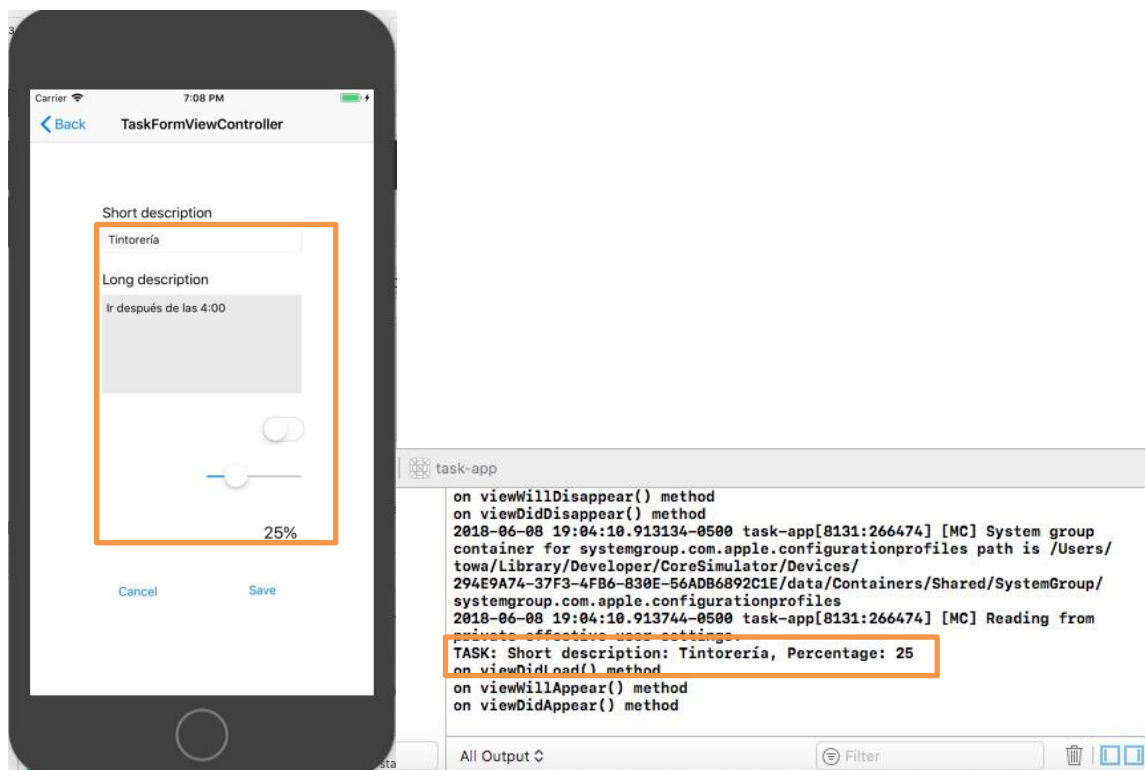 3
Carrier 7:08 PM
Back TaskFormViewController
Short description
Tintorería
Long description
Ir después de las 4:00
25%
Cancel Save
task-app
on viewWillDisappear() method
on viewDidDisappear() method
2018-06-08 19:04:10.913134-0500 task-app[8131:266474] [MC] System group
container for systemgroup.com.apple.configurationprofiles path is /Users/
towa/Library/Developer/CoreSimulator/Devices/
294E9A74-37F3-4FB6-830E-56ADB6892C1E/data/Containers/Shared/SystemGroup/
systemgroup.com.apple.configurationprofiles
2018-06-08 19:04:10.913744-0500 task-app[8131:266474] [MC] Reading from
private effective user settings.
TASK: Short description: Tintorería, Percentage: 25
on viewDidLoad() method
on viewWillAppear() method
on viewDidAppear() method
sta
All Output
Filter